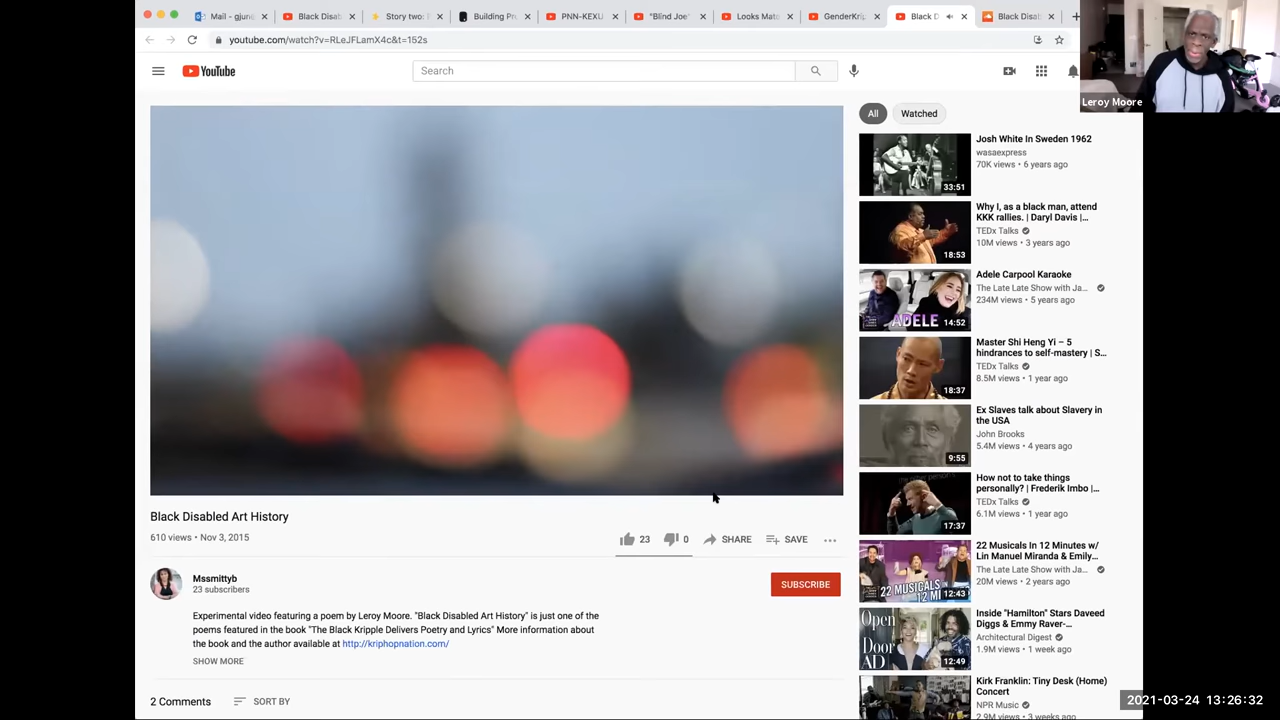 Mail - gjung
Black Disab
Story two: F
Building Pr
PNN-KEXU
"Blind Joe"
Looks Mat
GenderKrip
Black D
Black Disa
youtube.com/watch?v=RLeJFLamX4c&t=152s
YouTube
Search
Leroy Moore
All
Watched
Josh White In Sweden 1962
wasaexpress
70K views • 6 years ago
33:51
Why I, as a black man, attend
KKK rallies. | Daryl Davis |...
TEDx Talks
10M views • 3 years ago
18:53
Adele Carpool Karaoke
The Late Late Show with Ja...
234M views • 5 years ago
ADELE
14:52
Master Shi Heng Yi – 5
hindrances to self-mastery | S...
TEDx Talks
8.5M views • 1 year ago
18:37
Ex Slaves talk about Slavery in
the USA
John Brooks
5.4M views • 4 years ago
9:55
How not to take things
personally? | Frederik Imbo |...
TEDx Talks
6.1M views • 1 year ago
17:37
22 Musicals In 12 Minutes w/
Lin Manuel Miranda & Emily...
The Late Late Show with Ja...
20M views • 2 years ago
22 MUSICALS
12:43
Inside "Hamilton" Stars Daveed
Diggs & Emmy Raver-...
Architectural Digest
1.9M views • 1 week ago
Open
Door
AD
12:49
Kirk Franklin: Tiny Desk (Home)
Concert
NPR Music
2.9M views • 3 weeks ago
Black Disabled Art History
610 views • Nov 3, 2015
23
0
SHARE
SAVE
Mssmittyb
23 subscribers
SUBSCRIBE
Experimental video featuring a poem by Leroy Moore. "Black Disabled Art History" is just one of the
poems featured in the book "The Black Kripple Delivers Poetry and Lyrics" More information about
the book and the author available at http://kriphopnation.com/
SHOW MORE
2 Comments
SORT BY
2021-03-24 13:26:32